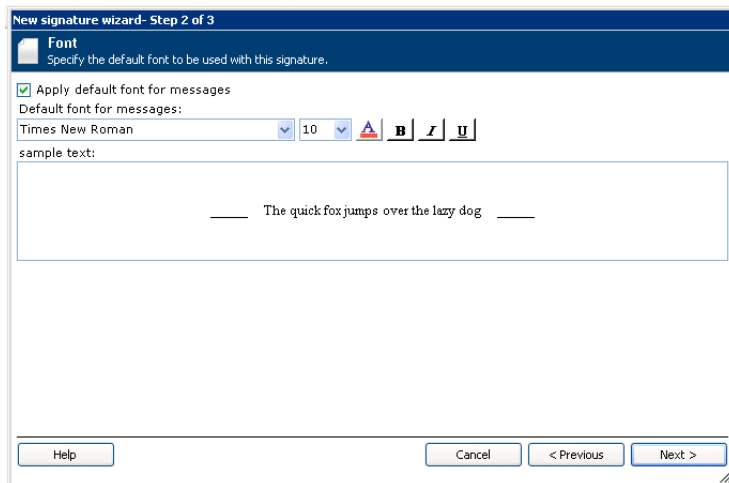 New signature wizard- Step 2 of 3
Font
Specify the default font to be used with this signature.
Apply default font for messages
Default font for messages:
Times New Roman 10 A B I U
sample text:
_____ The quick fox jumps over the lazy dog _____
Help Cancel < Previous Next >